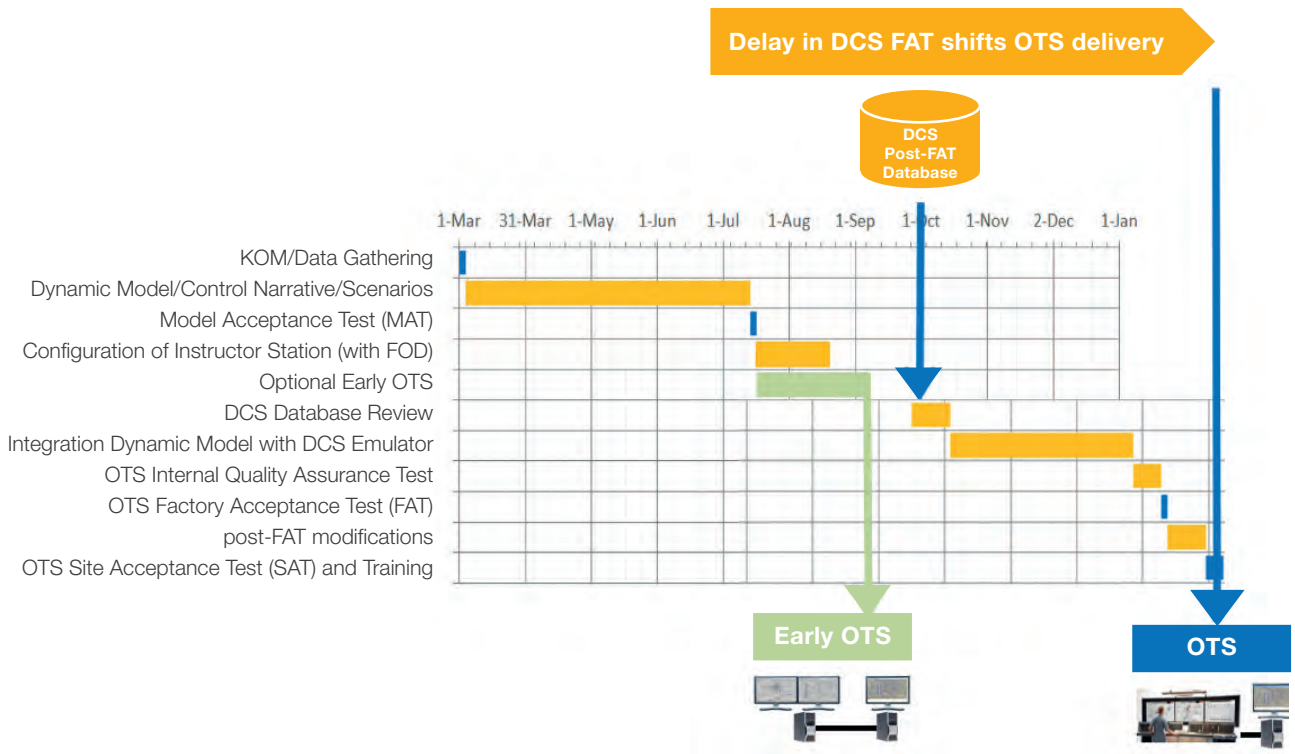 Delay in DCS FAT shifts OTS delivery
DCS
Post-FAT
Database
1-Mar 31-Mar 1-May 1-Jun 1-Jul 1-Aug 1-Sep 1-Oct 1-Nov 2-Dec 1-Jan
KOM/Data Gathering
Dynamic Model/Control Narrative/Scenarios
Model Acceptance Test (MAT)
Configuration of Instructor Station (with FOD)
Optional Early OTS
DCS Database Review
Integration Dynamic Model with DCS Emulator
OTS Internal Quality Assurance Test
OTS Factory Acceptance Test (FAT)
post-FAT modifications
OTS Site Acceptance Test (SAT) and Training
Early OTS
OTS